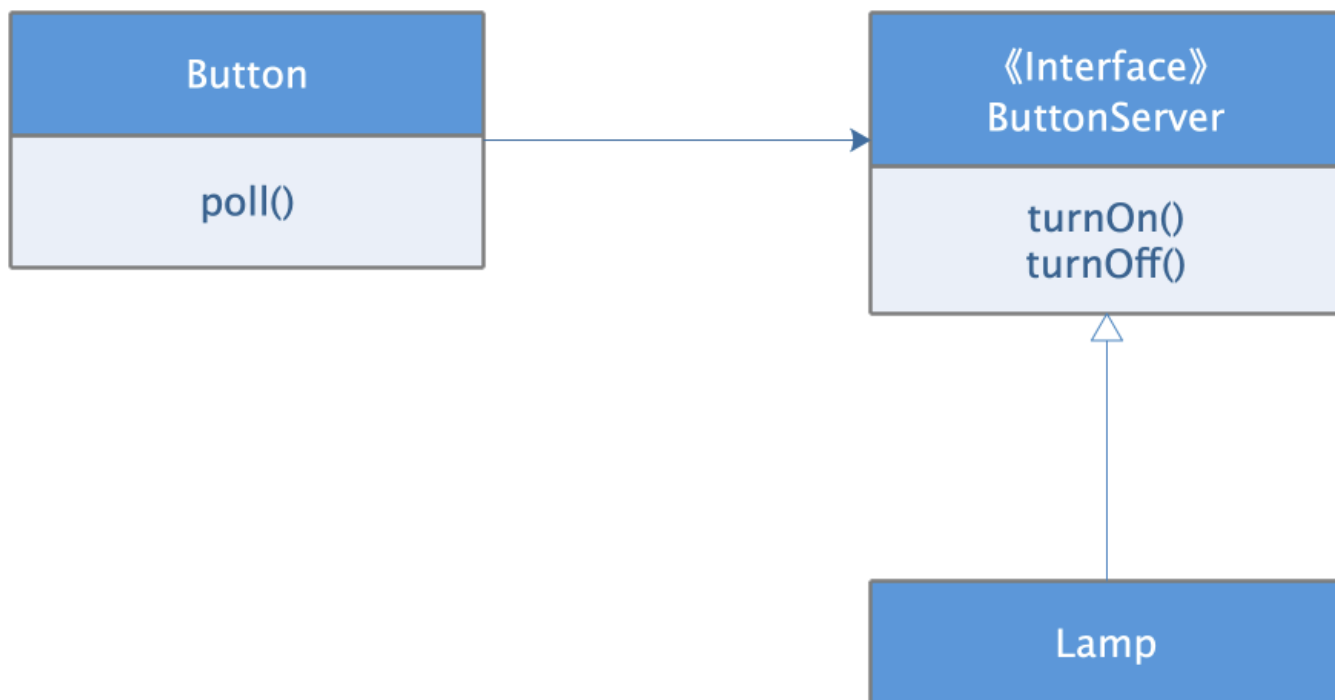 Button
poll()
《Interface》
ButtonServer
turnOn()
turnOff()
Lamp